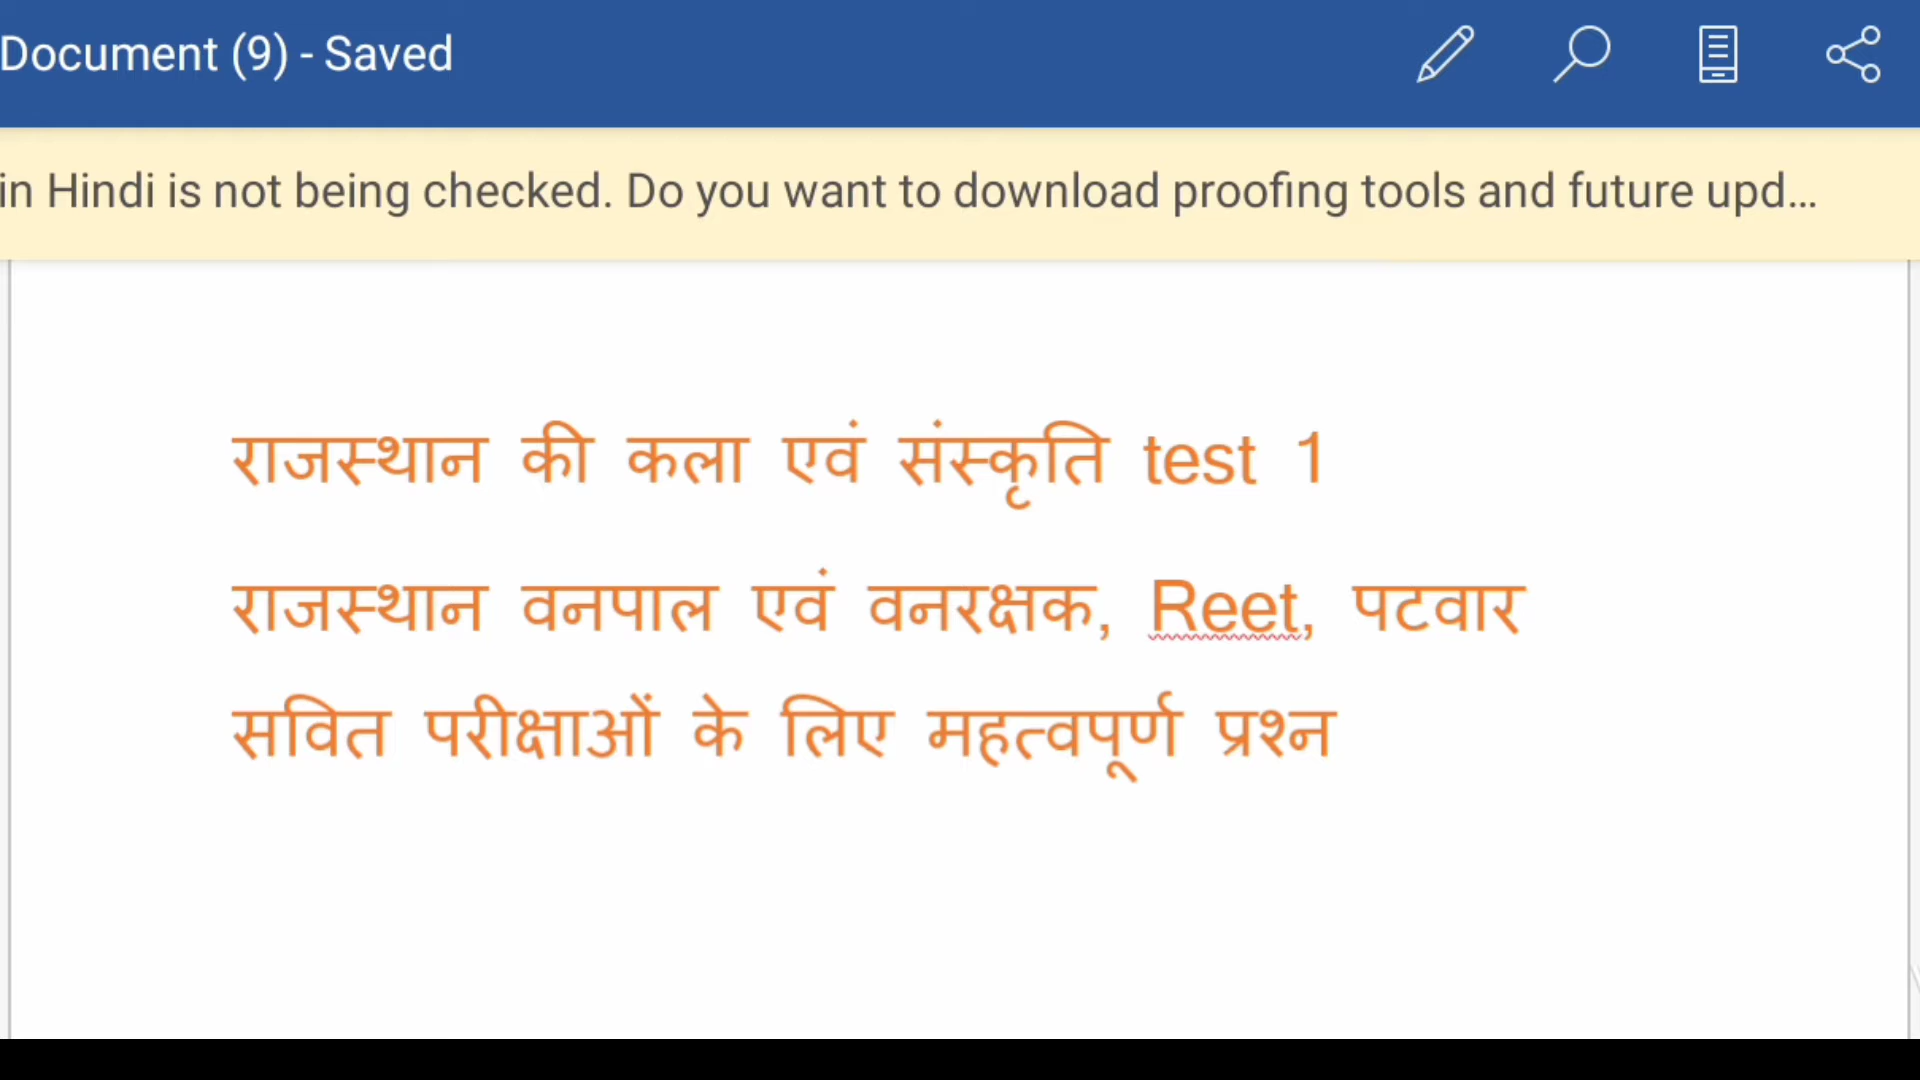 Document (9) - Saved
in Hindi is not being checked. Do you want to download proofing tools and future upd...
राजस्थान की कला एवं संस्कृति test 1
राजस्थान वनपाल एवं वनरक्षक, Reet, पटवार
सवित परीक्षाओं के लिए महत्वपूर्ण प्रश्न